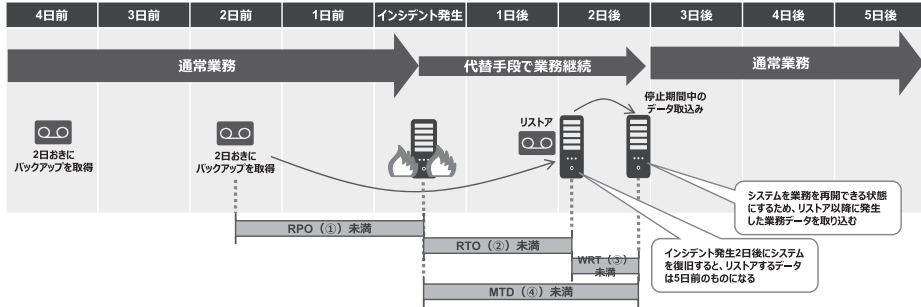 4日前
3日前
2日前
1日前
インシデント発生
1日後
2日後
3日後
4日後
5日後
通常業務
代替手段で業務継続
通常業務
停止期間中の
データ取込み
リストア
2日おきに
バックアップを取得
2日おきに
バックアップを取得
システムを業務を再開できる状態
にするため、リストア以降に発生
した業務データを取り込む
RPO（①）未満
RTO（②）未満
WRT（③）
未満
MTD（④）未満
インシデント発生2日後にシステム
を復旧すると、リストアするデータ
は5日前のものになる